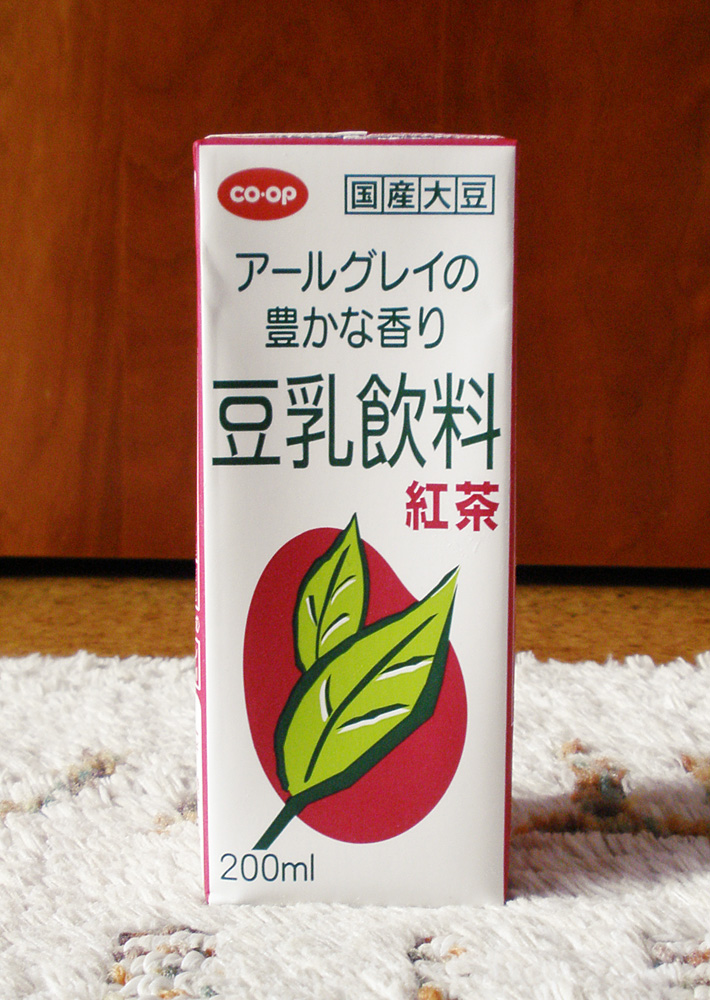 co・op
国産大豆
アールグレイの
豊かな香り
豆乳飲料
紅茶
200ml